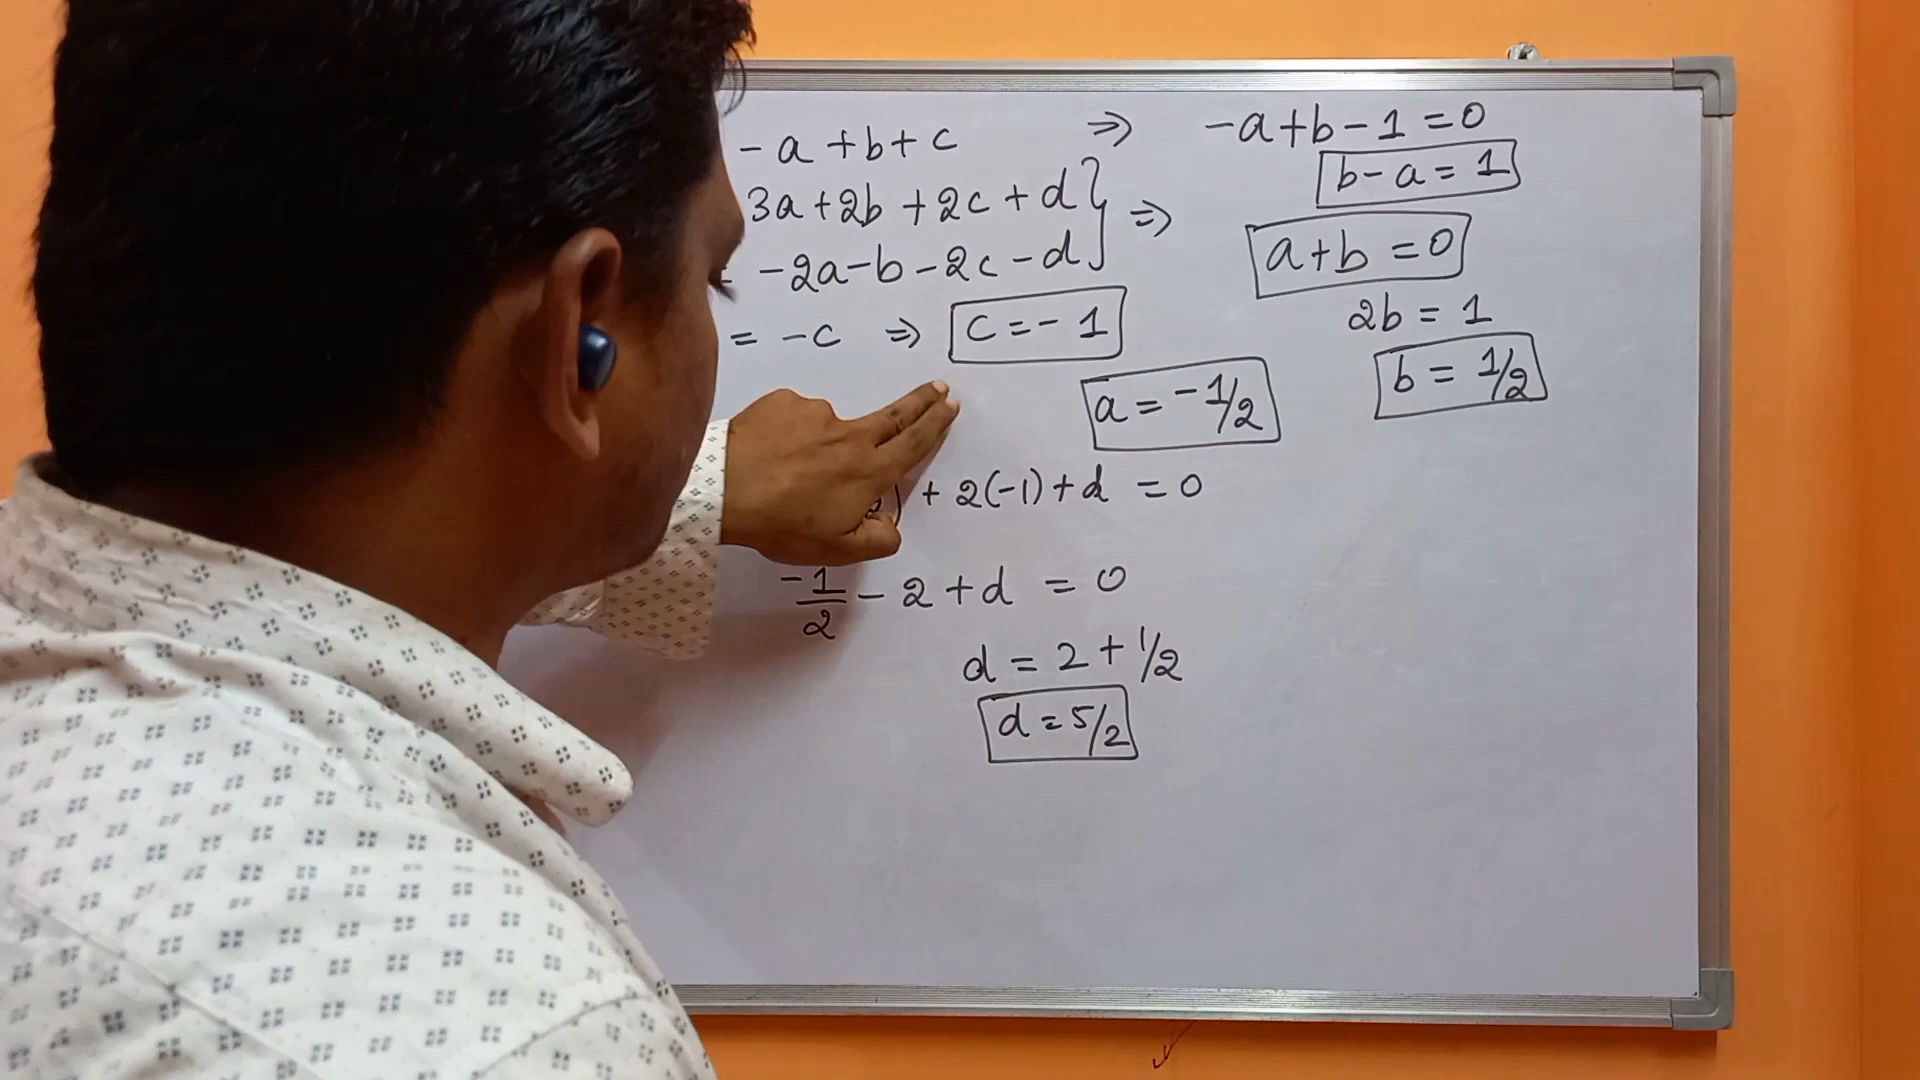 - a + b + c ⇒ -a+b-1 = 0
b - a = 1
3a + 2b + 2c + d } ⇒ a+b = 0
- 2a - b - 2c - d
2b = 1
= - c ⇒ c = - 1
b = 1/2
a = - 1/2
2) + 2(-1) + d = 0
-1/2 - 2 + d = 0
d = 2 + 1/2
d = 5/2